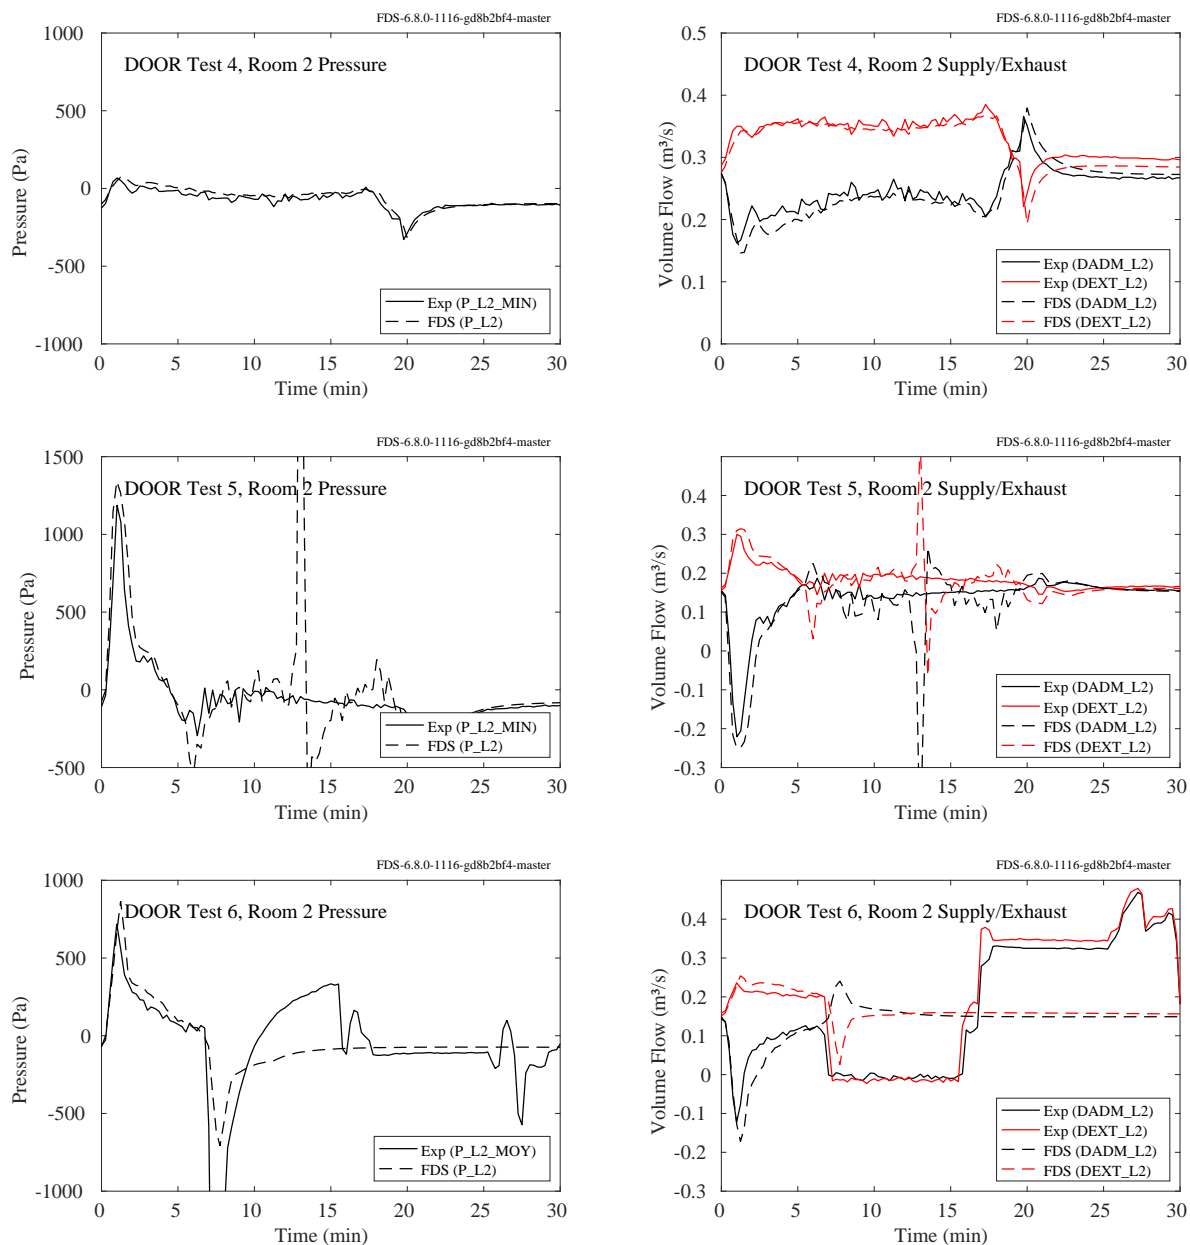 FDS-6.8.0-1116-gd8b2bf4-master
DOOR Test 4, Room 2 Pressure
Pressure (Pa)
1000
500
0
-500
-1000
Exp (P_L2_MIN)
FDS (P_L2)
0 5 10 15 20 25 30
Time (min)
FDS-6.8.0-1116-gd8b2bf4-master
DOOR Test 4, Room 2 Supply/Exhaust
Volume Flow (m³/s)
0.5
0.4
0.3
0.2
0.1
0
Exp (DADM_L2)
Exp (DEXT_L2)
FDS (DADM_L2)
FDS (DEXT_L2)
0 5 10 15 20 25 30
Time (min)
FDS-6.8.0-1116-gd8b2bf4-master
DOOR Test 5, Room 2 Pressure
Pressure (Pa)
1500
1000
500
0
-500
Exp (P_L2_MIN)
FDS (P_L2)
0 5 10 15 20 25 30
Time (min)
FDS-6.8.0-1116-gd8b2bf4-master
DOOR Test 5, Room 2 Supply/Exhaust
Volume Flow (m³/s)
0.4
0.3
0.2
0.1
0
-0.1
-0.2
-0.3
Exp (DADM_L2)
Exp (DEXT_L2)
FDS (DADM_L2)
FDS (DEXT_L2)
0 5 10 15 20 25 30
Time (min)
FDS-6.8.0-1116-gd8b2bf4-master
DOOR Test 6, Room 2 Pressure
Pressure (Pa)
1000
500
0
-500
-1000
Exp (P_L2_MOY)
FDS (P_L2)
0 5 10 15 20 25 30
Time (min)
FDS-6.8.0-1116-gd8b2bf4-master
DOOR Test 6, Room 2 Supply/Exhaust
Volume Flow (m³/s)
0.4
0.3
0.2
0.1
0
-0.1
-0.2
-0.3
Exp (DADM_L2)
Exp (DEXT_L2)
FDS (DADM_L2)
FDS (DEXT_L2)
0 5 10 15 20 25 30
Time (min)